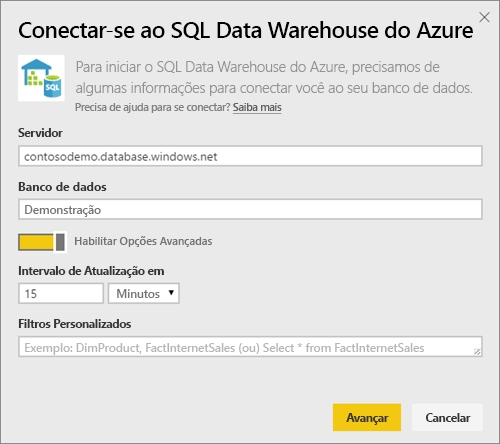 Conectar-se ao SQL Data Warehouse do Azure
SQL
Para iniciar o SQL Data Warehouse do Azure, precisamos de
algumas informações para conectar você ao seu banco de dados.
Precisa de ajuda para se conectar? Saiba mais
Servidor
contosodemo.database.windows.net
Banco de dados
Demonstração
Habilitar Opções Avançadas
Intervalo de Atualização em
15 Minutos
Filtros Personalizados
Exemplo: DimProduct, FactInternetSales (ou) Select * from FactInternetSales
Avançar Cancelar